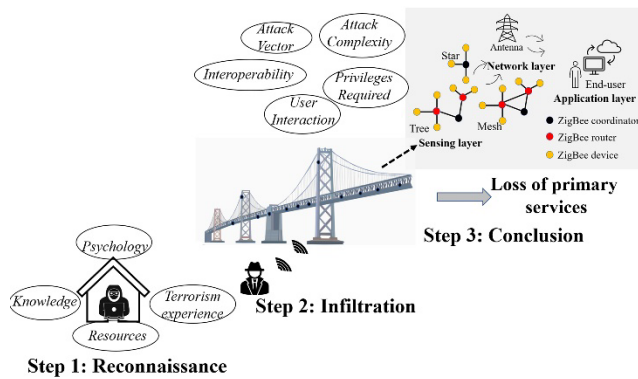 Attack
Vector
Attack
Complexity
Interoperability
Privileges
Required
User
Interaction
Antenna
Star
Network layer
End-user
Application layer
Tree
Mesh
Sensing layer
ZigBee coordinator
ZigBee router
ZigBee device
Loss of primary
services
Step 3: Conclusion
Psychology
Knowledge
Terrorism
experience
Resources
Step 2: Infiltration
Step 1: Reconnaissance